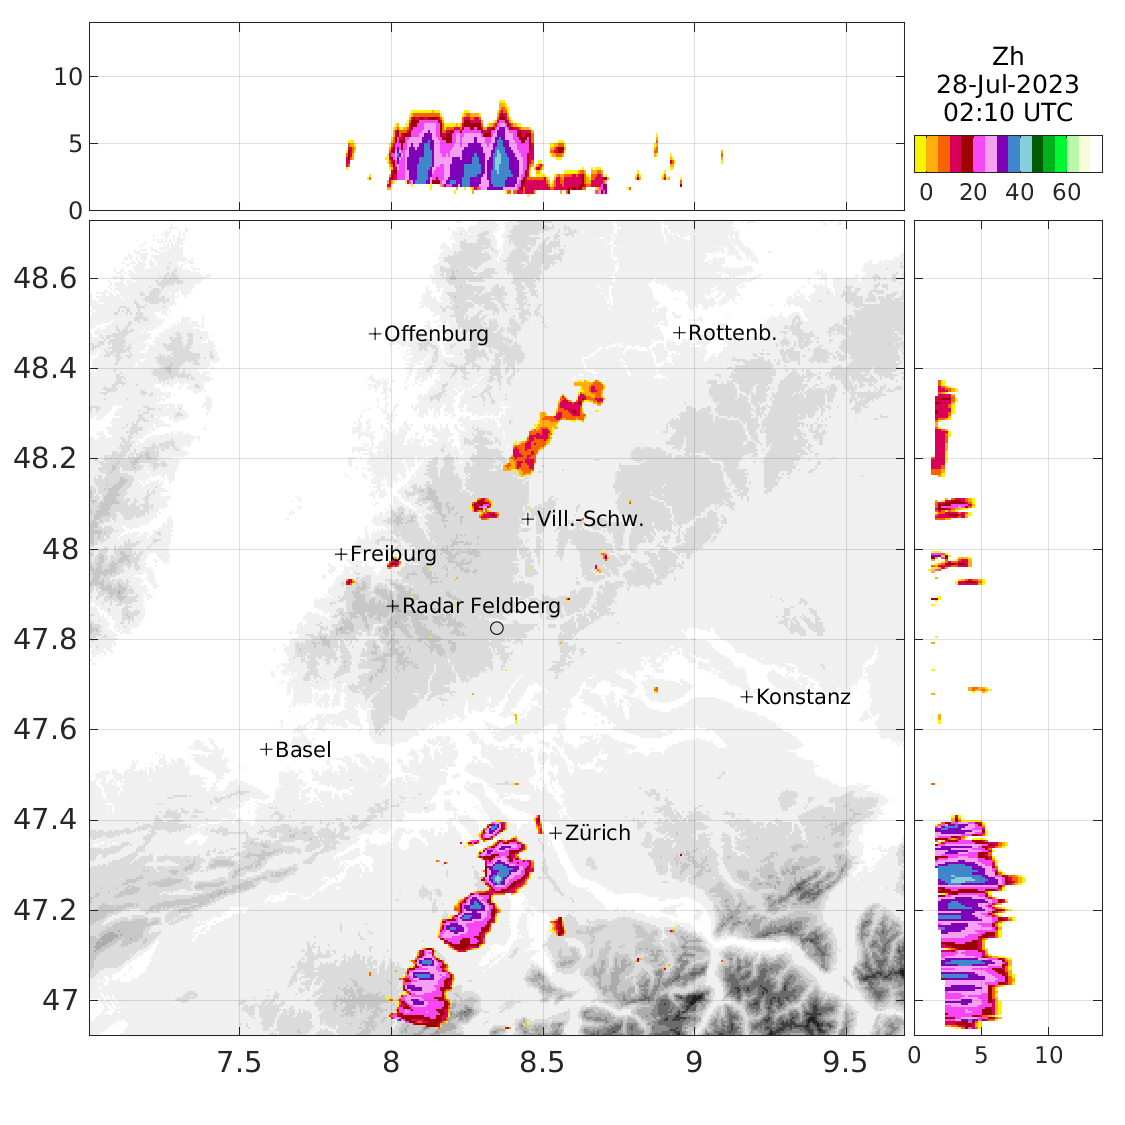 10
5
0
Zh
28-Jul-2023
02:10 UTC
0 20 40 60
48.6
48.4
48.2
48
47.8
47.6
47.4
47.2
47
+Offenburg
+Rottenb.
+Vill.-Schw.
+Freiburg
+Radar Feldberg
+Konstanz
+Basel
+Zürich
7.5 8 8.5 9 9.5
0 5 10